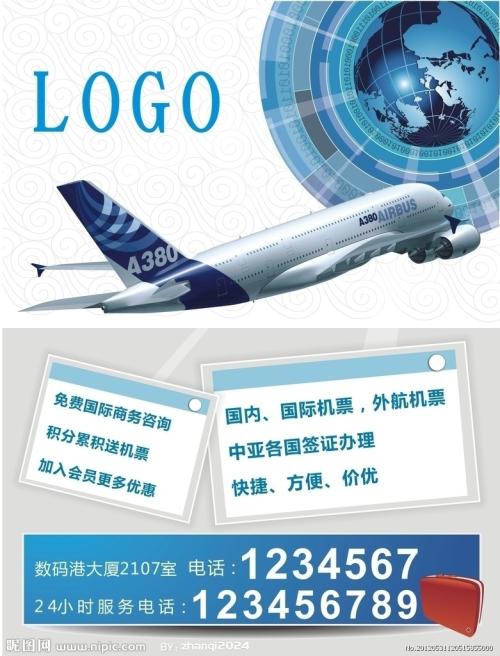 LOGO
A380
A380 AIRBUS
免费国际商务咨询
积分累积送机票
加入会员更多优惠
国内、国际机票，外航机票
中亚各国签证办理
快捷、方便、价优
数码港大厦2107室 电话：1234567
24小时服务电话：123456789
昵图网 www.nipic.com BY: zhanqi2024
No.20120531120515855000